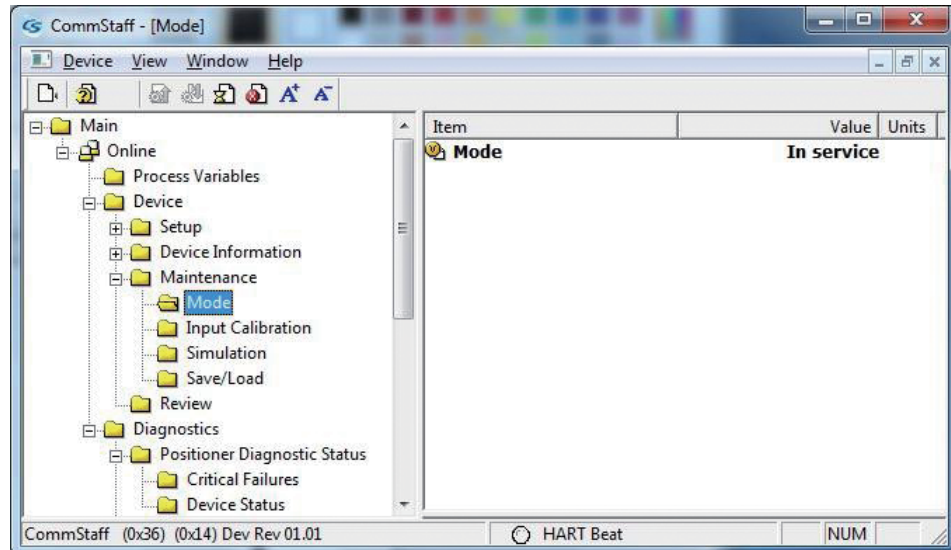 CommStaff - [Mode]
Device View Window Help
A+ A-
Main
Online
Process Variables
Device
Setup
Device Information
Maintenance
Mode
Input Calibration
Simulation
Save/Load
Review
Diagnostics
Positioner Diagnostic Status
Critical Failures
Device Status
Item Value Units
Mode In service
CommStaff (0x36) (0x14) Dev Rev 01.01 HART Beat NUM